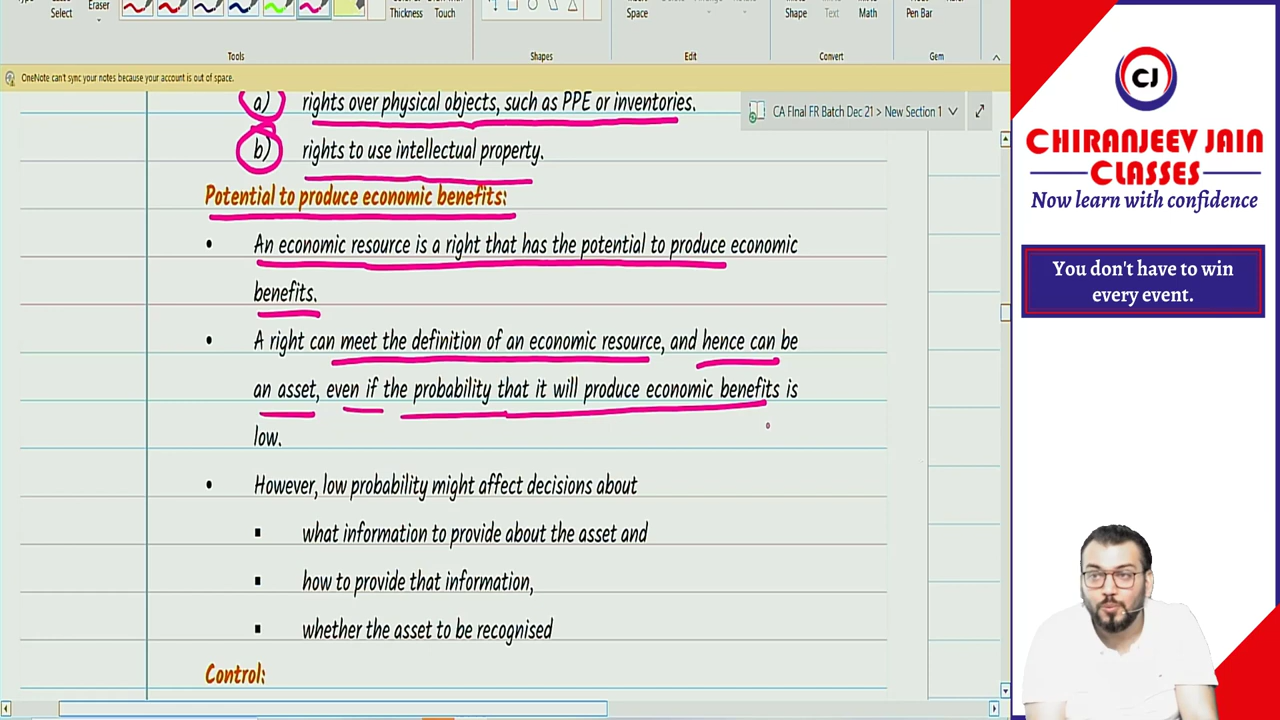 Eraser
Select
Thickness
Touch
Space
Shape
Text
Math
Pen Bar
Tools
Shapes
Edit
Convert
Gem
OneNote can't sync your notes because your account is out of space.
a) rights over physical objects, such as PPE or inventories.
CA FInal FR Batch Dec 21 > New Section 1
b) rights to use intellectual property.
Potential to produce economic benefits:
• An economic resource is a right that has the potential to produce economic
benefits.
• A right can meet the definition of an economic resource, and hence can be
an asset, even if the probability that it will produce economic benefits is
low.
• However, low probability might affect decisions about
▪ what information to provide about the asset and
▪ how to provide that information,
▪ whether the asset to be recognised
Control:
CJ
CHIRANJEEV JAIN
CLASSES
Now learn with confidence
You don't have to win
every event.